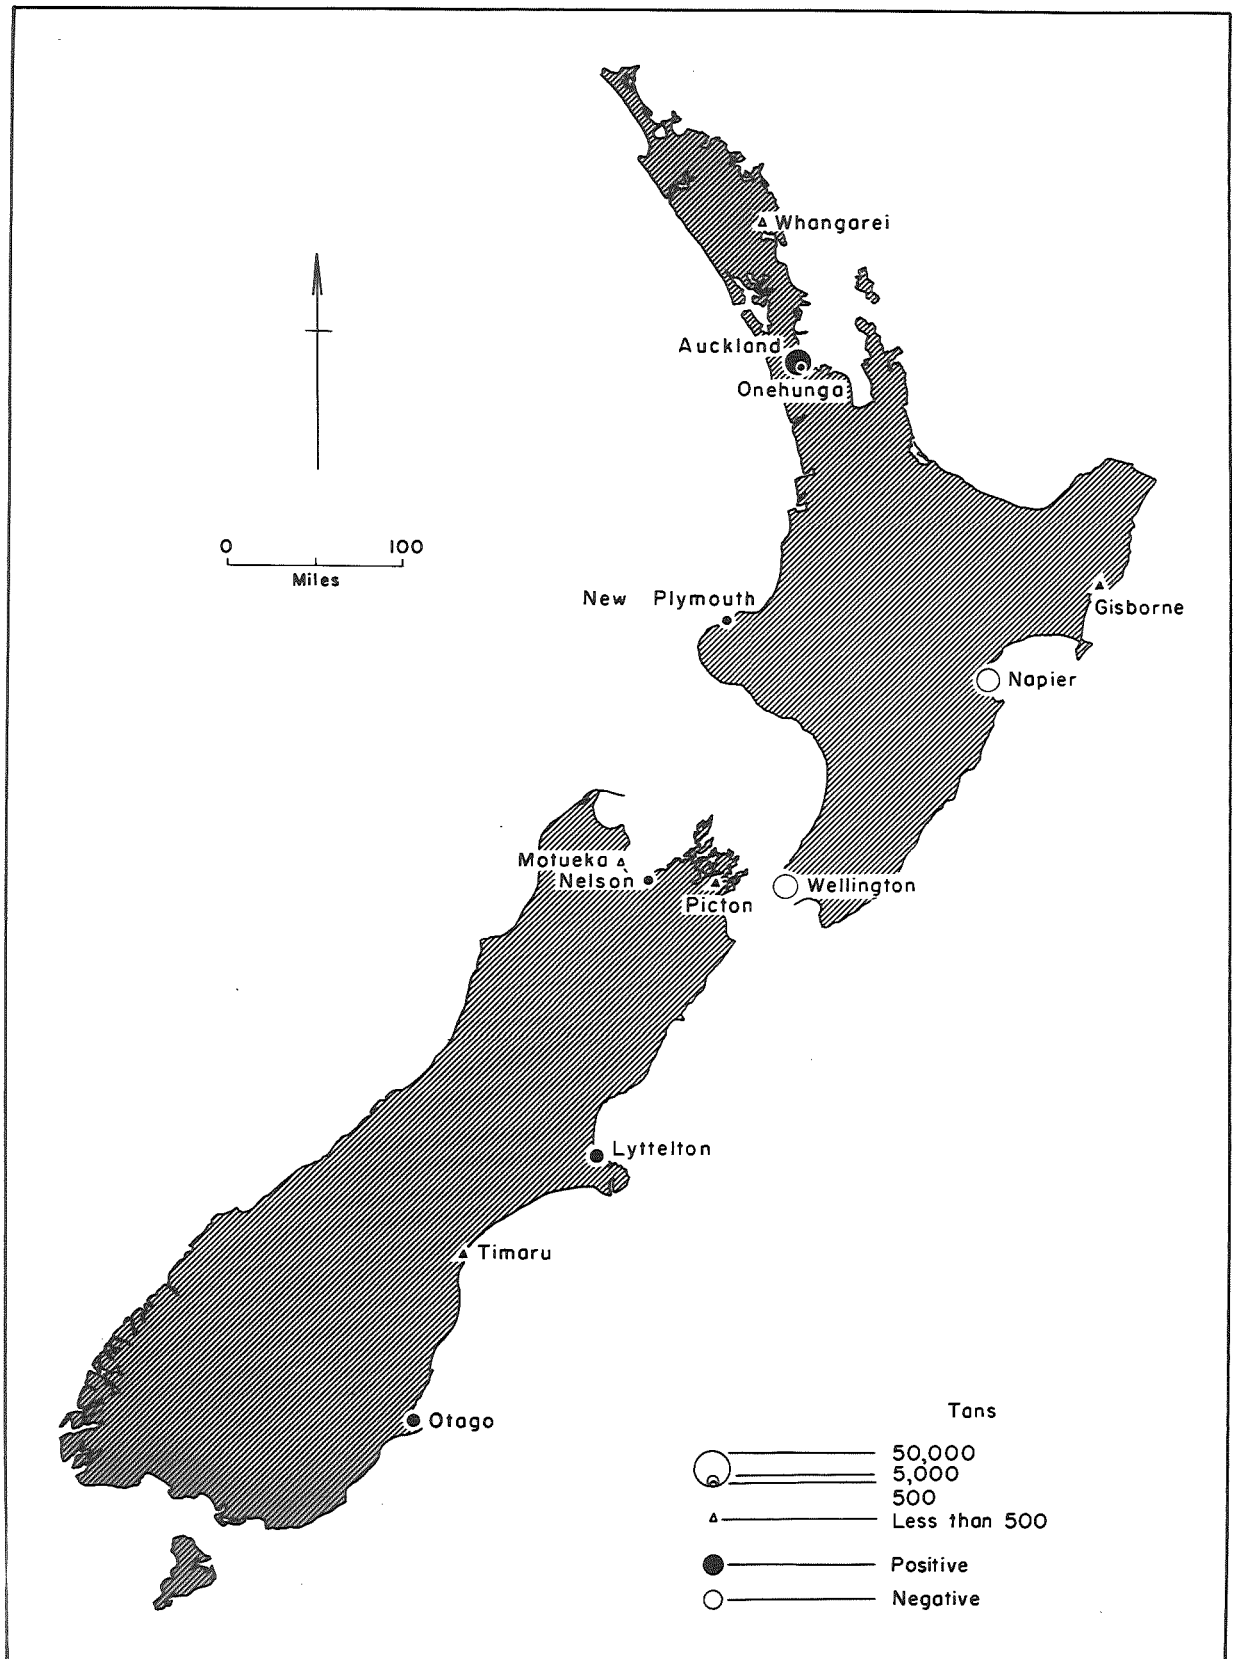 Whangarei
Auckland
Onehunga
0 100
Miles
New Plymouth
Gisborne
Napier
Motueka
Nelson
Picton
Wellington
Lyttelton
Timaru
Otago
Tans
50,000
5,000
500
Less than 500
Positive
Negative